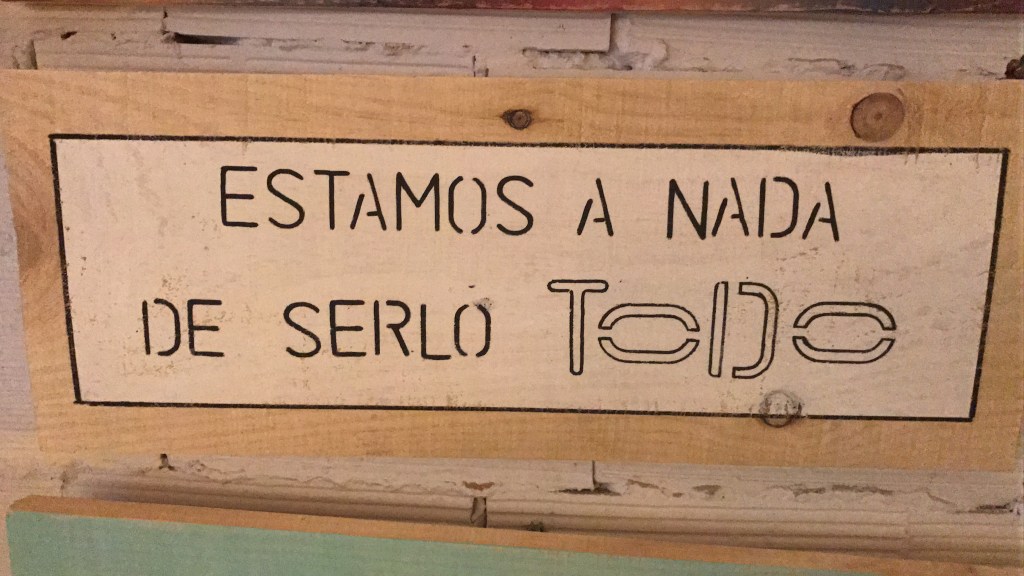 ESTAMOS A NADA
DE SERLO TODO